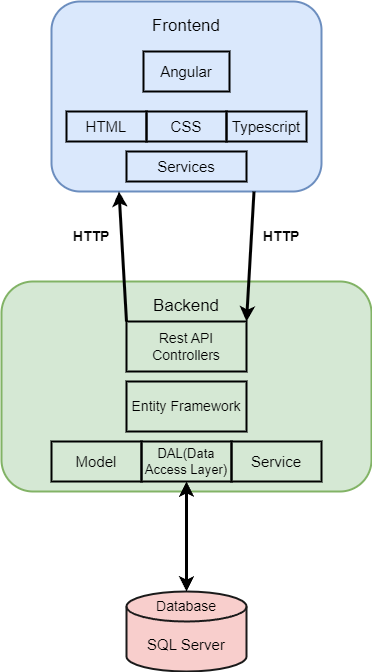 Frontend
Angular
HTML CSS Typescript
Services
HTTP HTTP
Backend
Rest API
Controllers
Entity Framework
Model DAL(Data Access Layer) Service
Database
SQL Server